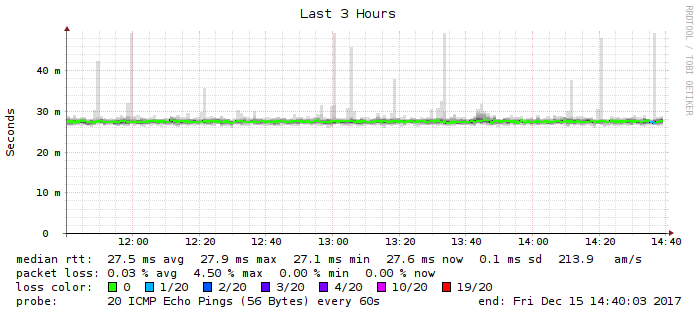 Last 3 Hours
RRDTOOL / TOBI OETIKER
Seconds
40 m
30 m
20 m
10 m
0
12:00 12:20 12:40 13:00 13:20 13:40 14:00 14:20 14:40
median rtt: 27.5 ms avg 27.9 ms max 27.1 ms min 27.6 ms now 0.1 ms sd 213.9 am/s
packet loss: 0.03 % avg 4.50 % max 0.00 % min 0.00 % now
loss color: 0 1/20 2/20 3/20 4/20 10/20 19/20
probe: 20 ICMP Echo Pings (56 Bytes) every 60s end: Fri Dec 15 14:40:03 2017